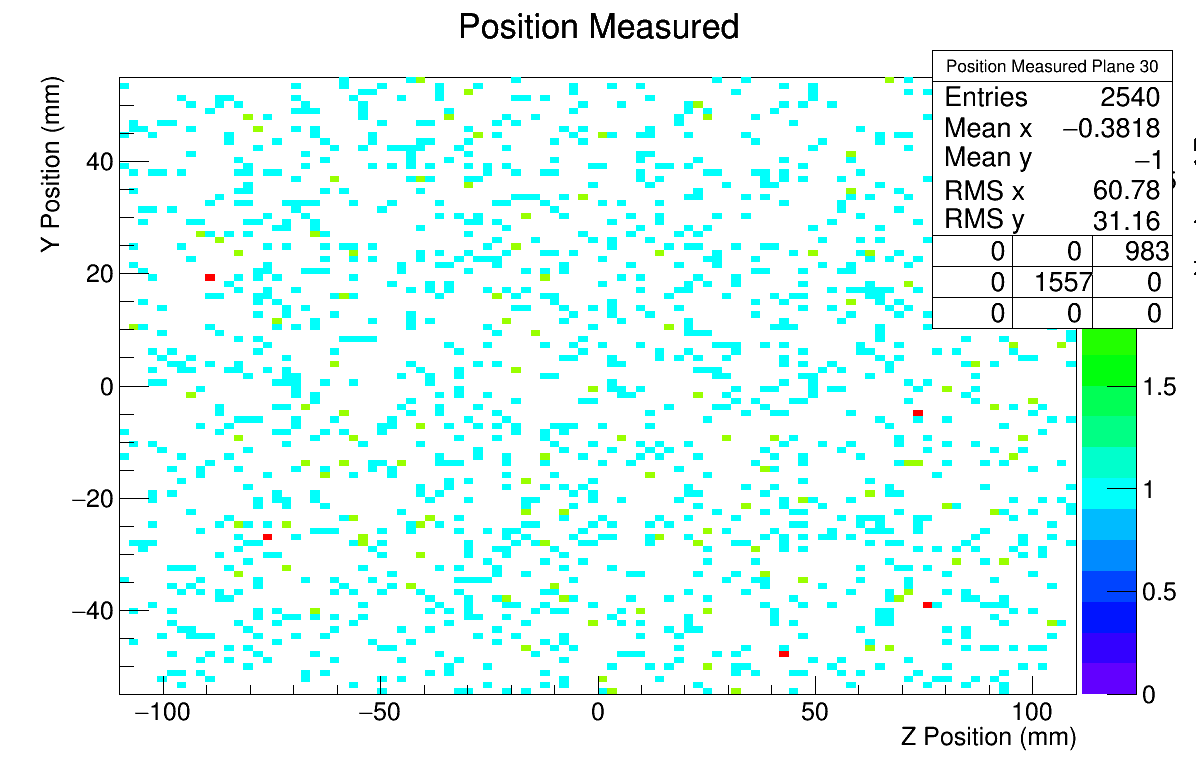 Position Measured
Position Measured Plane 30
Entries 2540
Mean x −0.3818
Mean y −1
RMS x 60.78
RMS y 31.16
0 0 983
0 1557 0
0 0 0
Y Position (mm)
40
20
0
−20
−40
−100 −50 0 50 100
Z Position (mm)
1.5
1
0.5
0